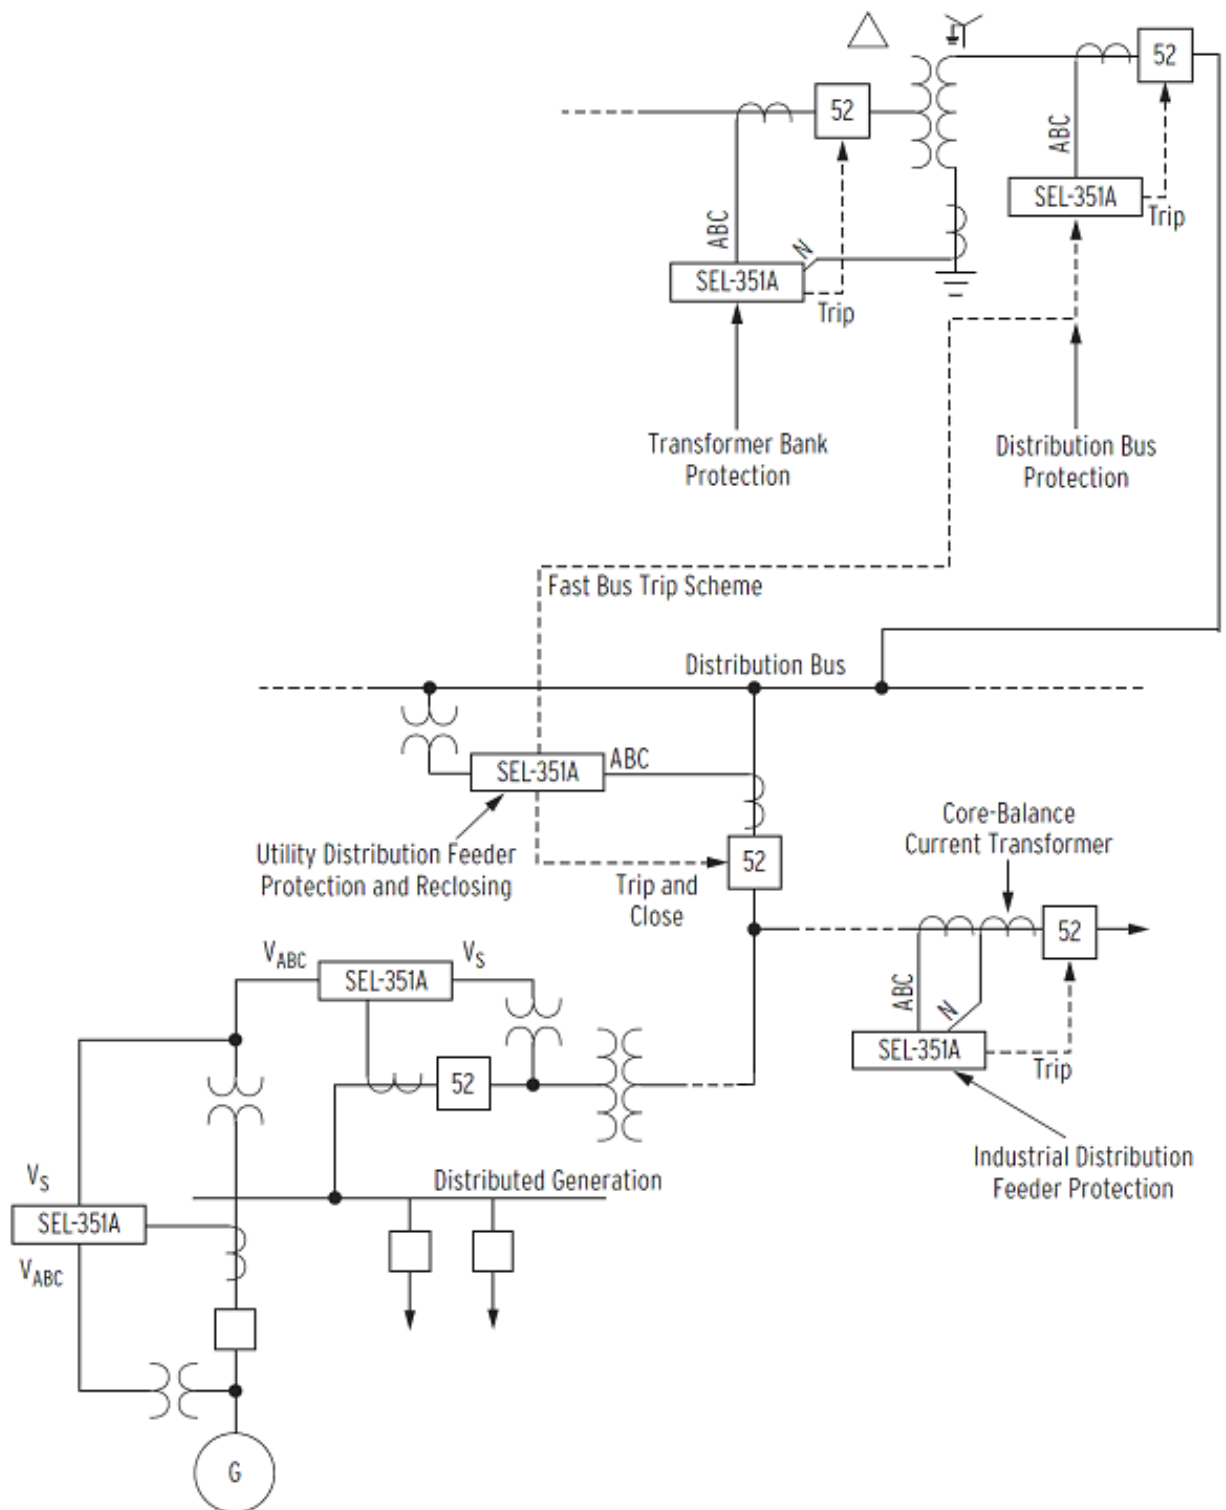 52
52
ABC
ABC
SEL-351A
Trip
N
SEL-351A
Trip
Transformer Bank
Protection
Distribution Bus
Protection
Fast Bus Trip Scheme
Distribution Bus
SEL-351A
ABC
Utility Distribution Feeder
Protection and Reclosing
52
Trip and
Close
Core-Balance
Current Transformer
52
ABC
N
SEL-351A
Trip
Industrial Distribution
Feeder Protection
VABC
SEL-351A
VS
52
Distributed Generation
VS
SEL-351A
VABC
G